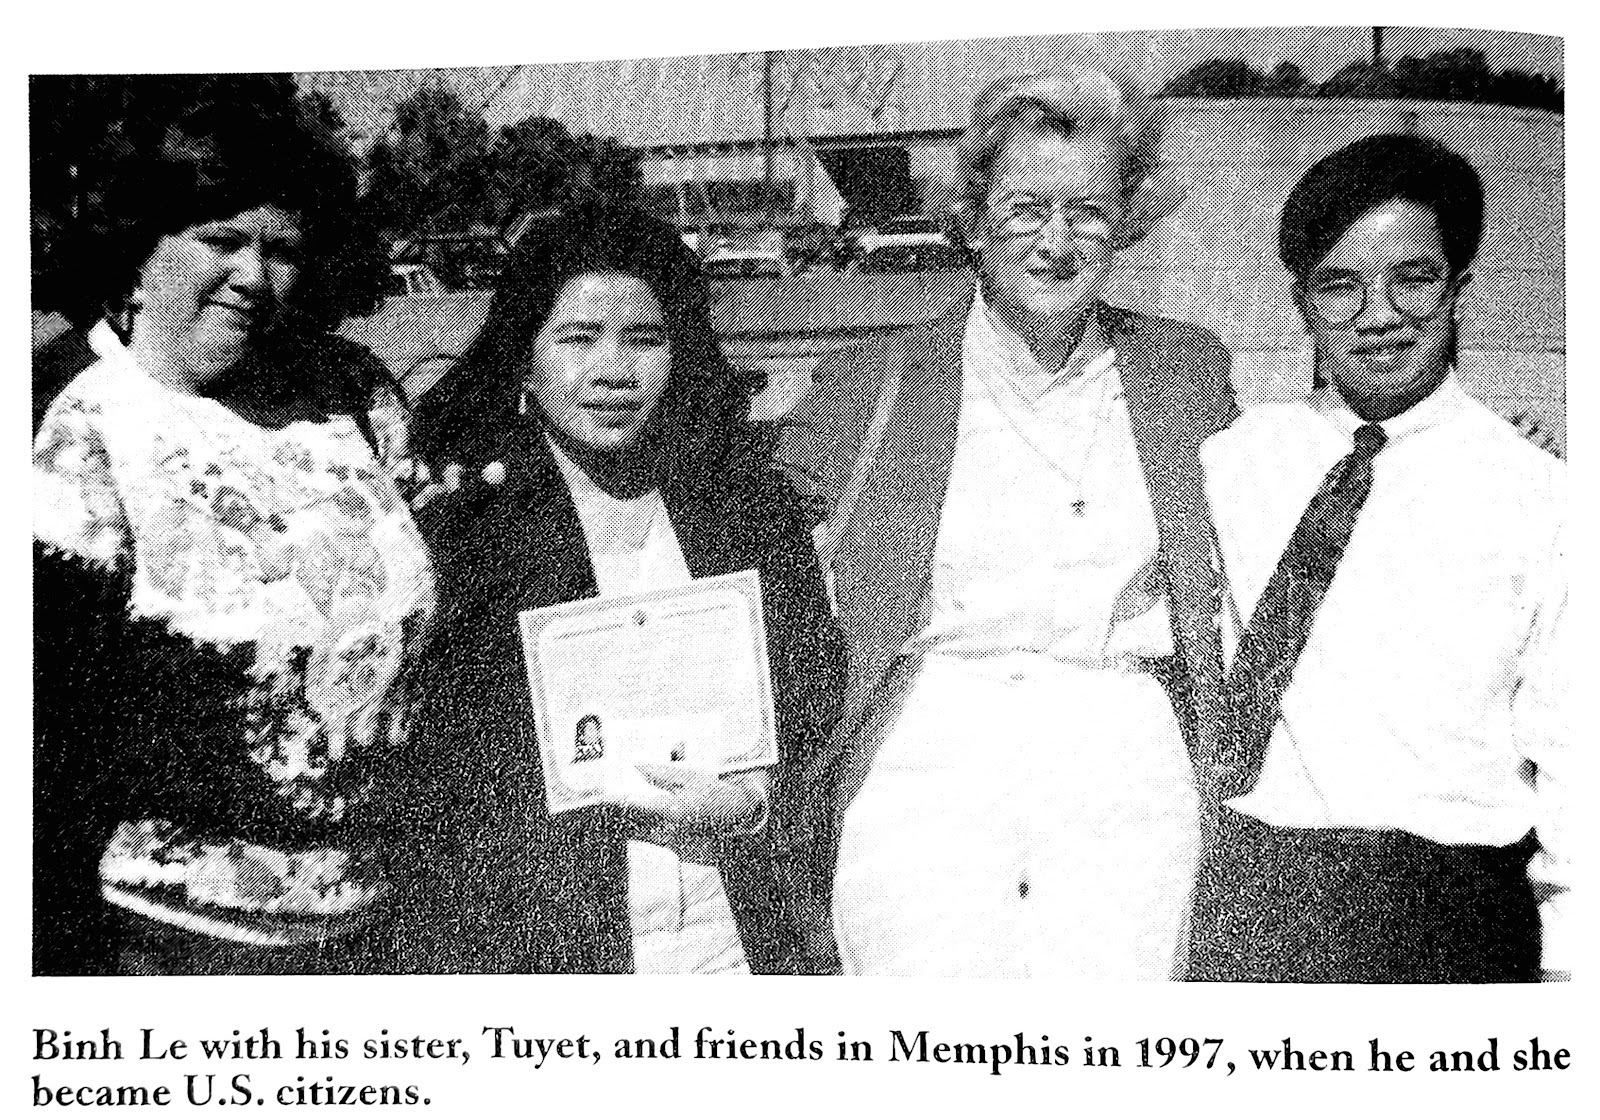 Binh Le with his sister, Tuyet, and friends in Memphis in 1997, when he and she
became U.S. citizens.